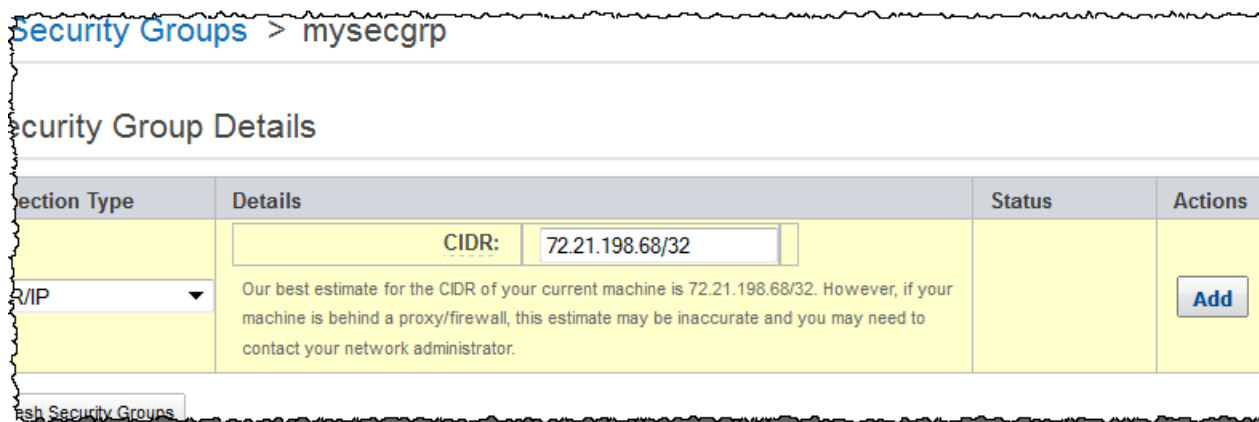 Security Groups > mysecgrp
ecurity Group Details
ection Type Details Status Actions
CIDR: 72.21.198.68/32
R/IP
Our best estimate for the CIDR of your current machine is 72.21.198.68/32. However, if your
machine is behind a proxy/firewall, this estimate may be inaccurate and you may need to
contact your network administrator.
Add
esh Security Groups